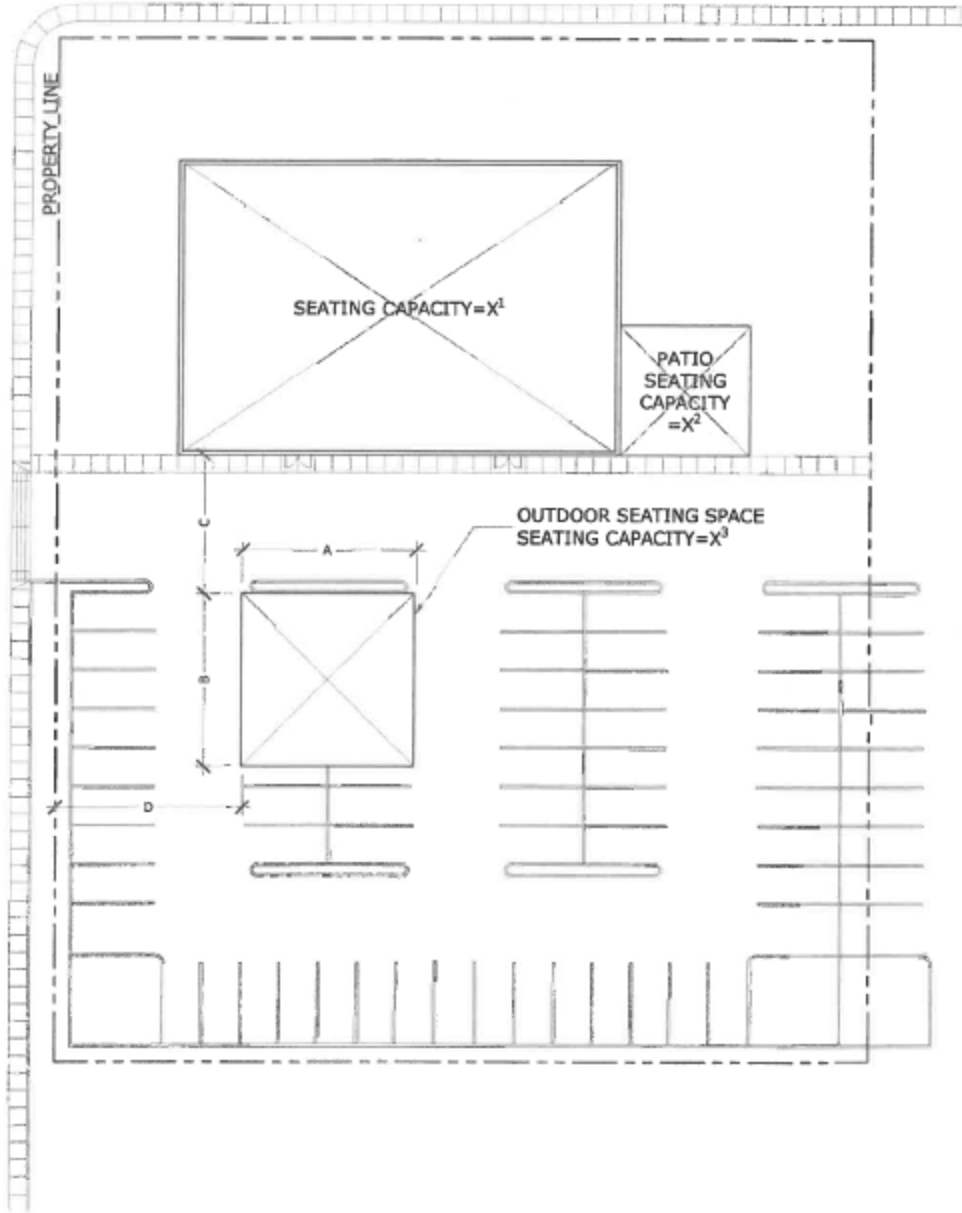 PROPERTY LINE
SEATING CAPACITY=X¹
PATIO
SEATING
CAPACITY
=X²
OUTDOOR SEATING SPACE
SEATING CAPACITY=X³
A
C
B
D